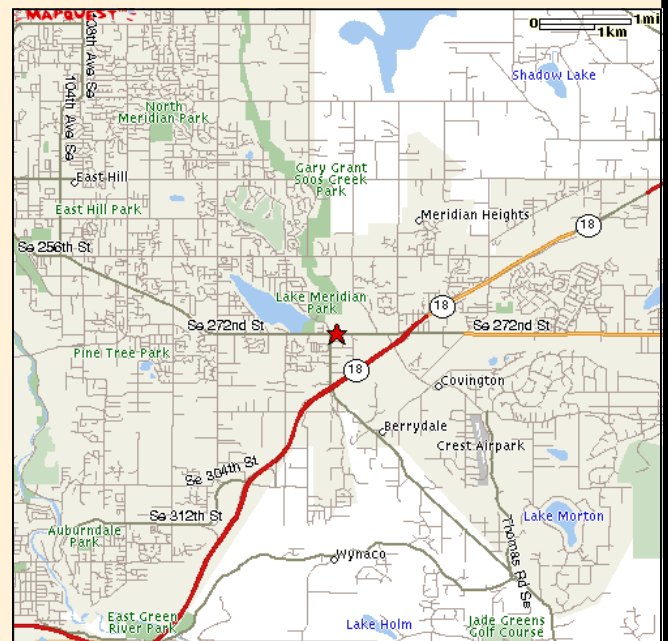 MAPQUEST
0 1mi
1km
108th Ave Se
Shadow Lake
104th Ave Se
North
Meridian Park
Gary Grant
Soos Creek
Park
East Hill
East Hill Park
Meridian Heights
18
Se 256th St
Lake Meridian
Park
18
Se 272nd St
Se 272nd St
Pine Tree Park
18
Covington
Berrydale
Crest Airpark
Se 304th St
Se 312th St
Lake Morton
Auburndale
Park
Thomas Rd Se
Wynaco
East Green
River Park
Lake Holm
Jade Greens
Golf Course